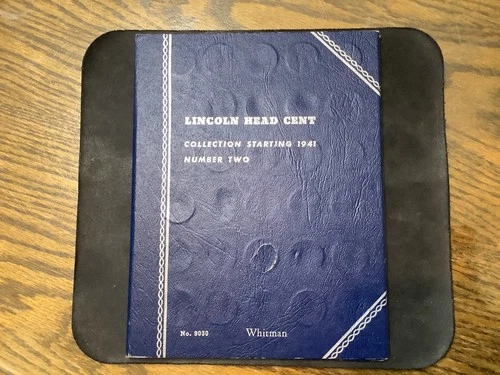 LINCOLN HEAD CENT
COLLECTION STARTING 1941
NUMBER TWO
No. 9030
Whitman